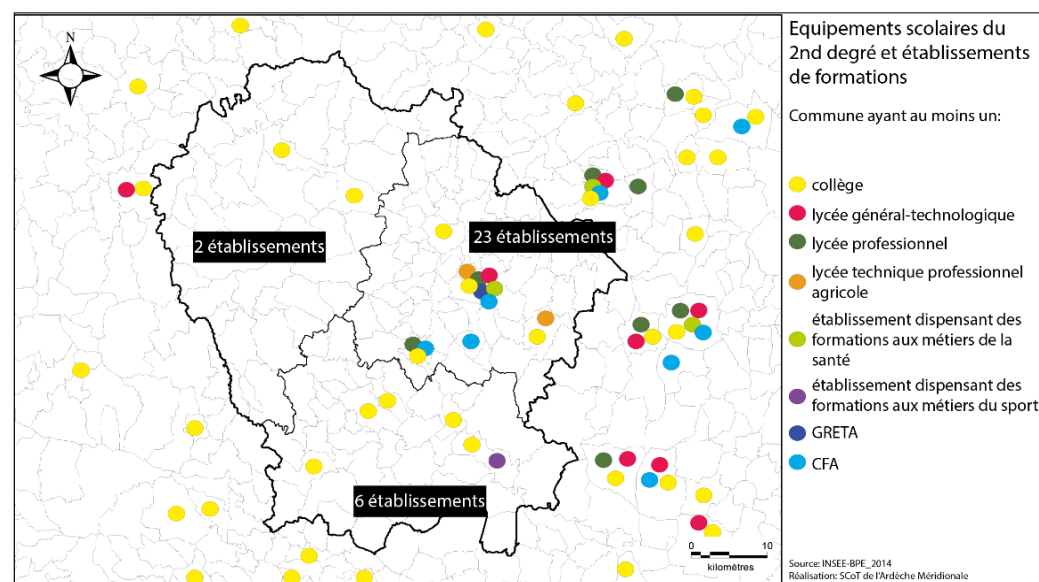 Equipements scolaires du
2nd degré et établissements
de formations
Commune ayant au moins un:
collège
lycée général-technologique
lycée professionnel
lycée technique professionnel
agricole
établissement dispensant des
formations aux métiers de la
santé
établissement dispensant des
formations aux métiers du sport
GRETA
CFA
N
2 établissements
23 établissements
6 établissements
0 10
kilomètres
Source: INSEE-BPE_2014
Réalisation: SCoT de l'Ardèche Méridionale